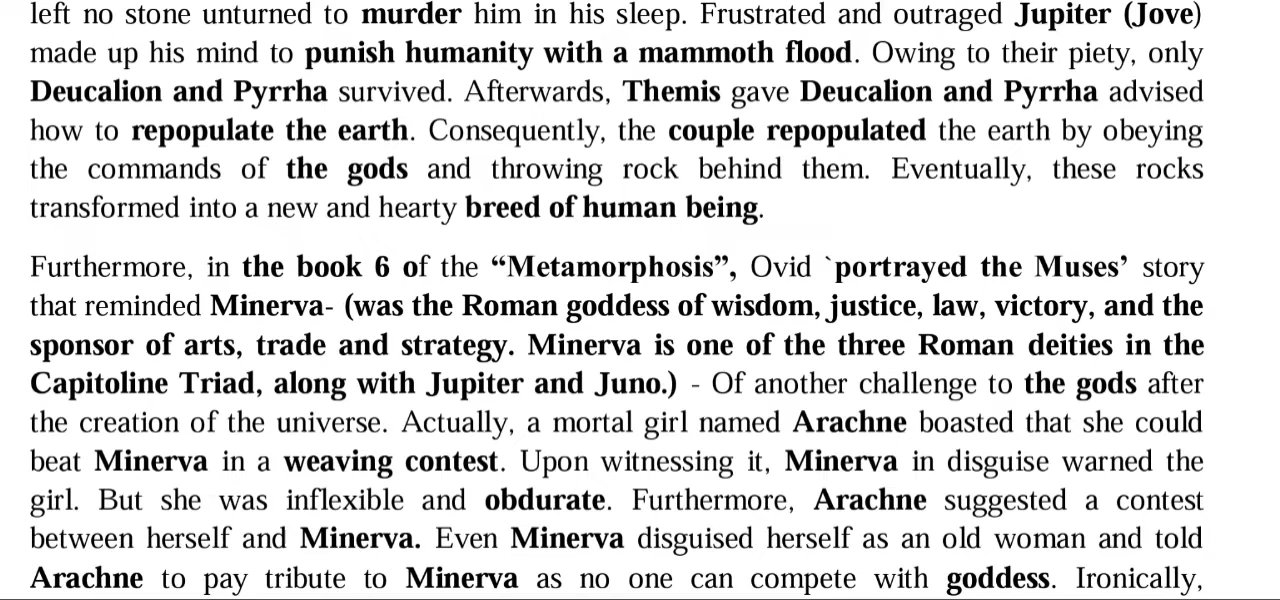 left no stone unturned to murder him in his sleep. Frustrated and outraged Jupiter (Jove)
made up his mind to punish humanity with a mammoth flood. Owing to their piety, only
Deucalion and Pyrrha survived. Afterwards, Themis gave Deucalion and Pyrrha advised
how to repopulate the earth. Consequently, the couple repopulated the earth by obeying
the commands of the gods and throwing rock behind them. Eventually, these rocks
transformed into a new and hearty breed of human being.
Furthermore, in the book 6 of the “Metamorphosis”, Ovid `portrayed the Muses’ story
that reminded Minerva- (was the Roman goddess of wisdom, justice, law, victory, and the
sponsor of arts, trade and strategy. Minerva is one of the three Roman deities in the
Capitoline Triad, along with Jupiter and Juno.) - Of another challenge to the gods after
the creation of the universe. Actually, a mortal girl named Arachne boasted that she could
beat Minerva in a weaving contest. Upon witnessing it, Minerva in disguise warned the
girl. But she was inflexible and obdurate. Furthermore, Arachne suggested a contest
between herself and Minerva. Even Minerva disguised herself as an old woman and told
Arachne to pay tribute to Minerva as no one can compete with goddess. Ironically,